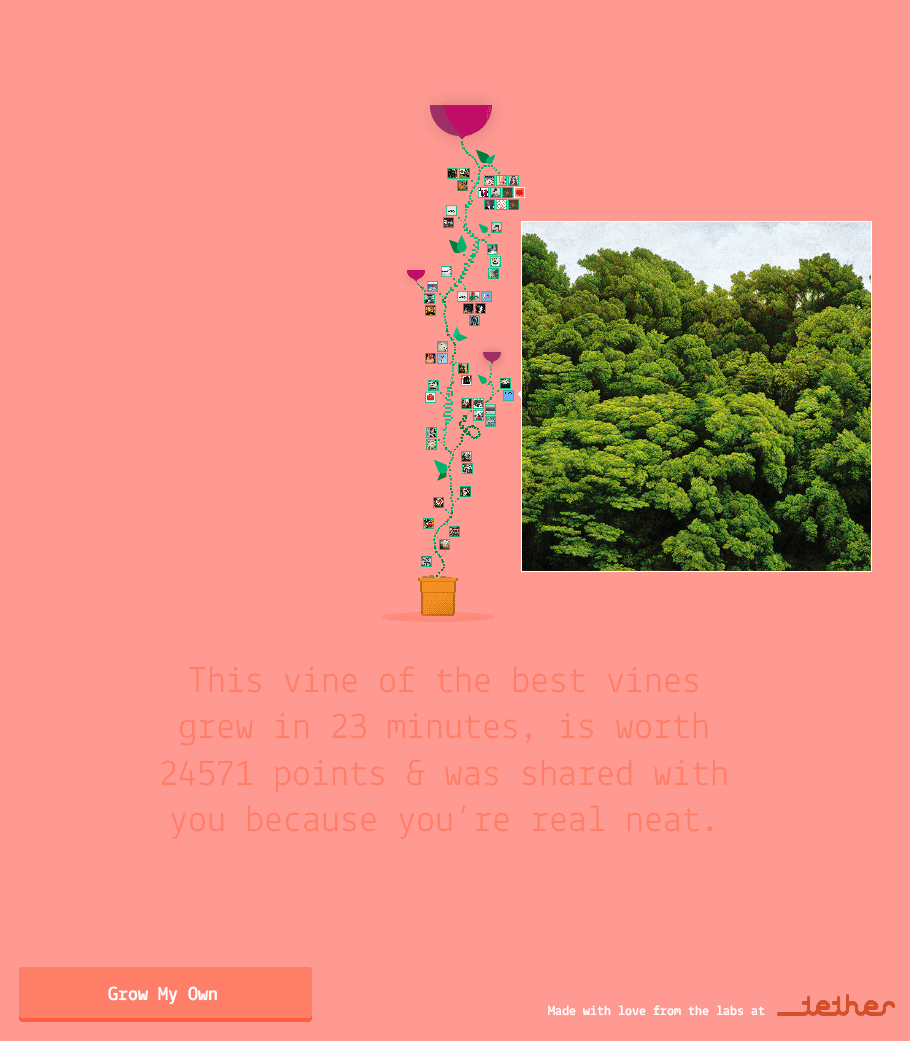 This vine of the best vines
grew in 23 minutes, is worth
24571 points & was shared with
you because you’re real neat.
Grow My Own
Made with love from the labs at tether